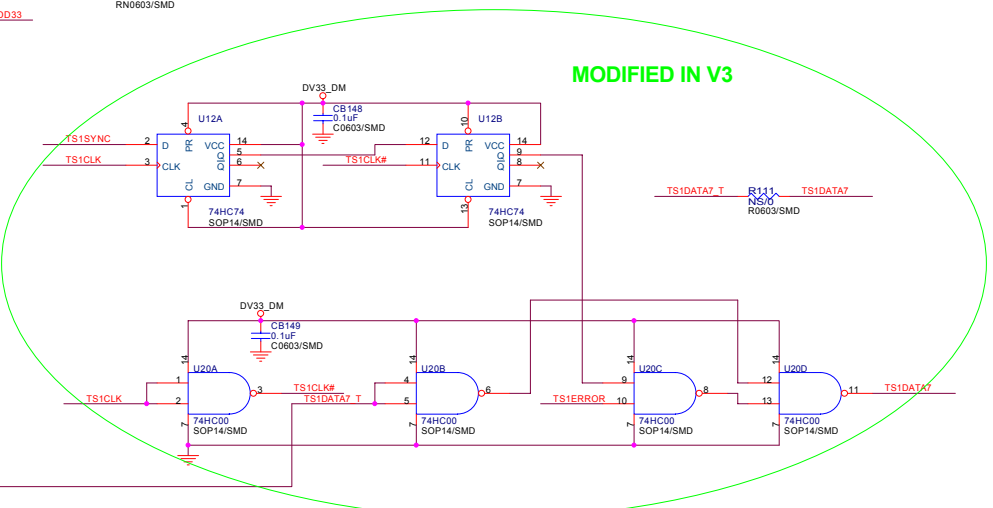 RN0603/SMD
DD33
MODIFIED IN V3
DV33_DM
CB148
0.1uF
C0603/SMD
U12A
U12B
4
10
TS1SYNC
2
D
PR
VCC
14
Q
5
Q
6
TS1CLK
3
CLK
CL
GND
7
1
74HC74
SOP14/SMD
12
D
PR
VCC
14
Q
9
Q
8
TS1CLK#
11
CLK
CL
GND
7
13
74HC74
SOP14/SMD
TS1DATA7_T
R111
NS/0
R0603/SMD
TS1DATA7
DV33_DM
CB149
0.1uF
C0603/SMD
14
U20A
14
U20B
14
U20C
14
U20D
TS1CLK
1
2
3
TS1CLK#
TS1DATA7_T
4
5
6
TS1ERROR
9
10
8
12
13
11
TS1DATA7
7
74HC00
SOP14/SMD
7
74HC00
SOP14/SMD
7
74HC00
SOP14/SMD
7
74HC00
SOP14/SMD